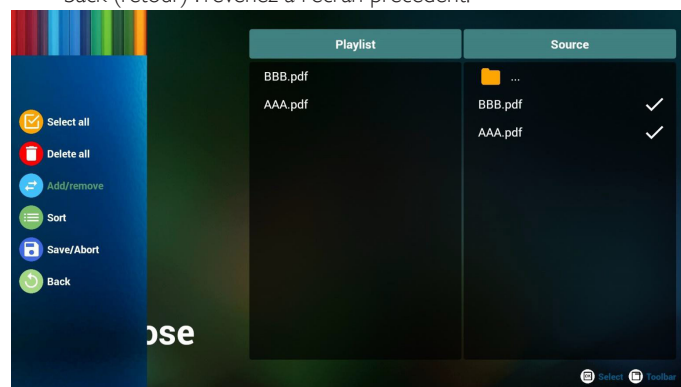 Back (retour) : revenez à l'écran précédent.
Playlist
Source
BBB.pdf
AAA.pdf
...
BBB.pdf
AAA.pdf
Select all
Delete all
Add/remove
Sort
Save/Abort
Back
ose
Select
Toolbar